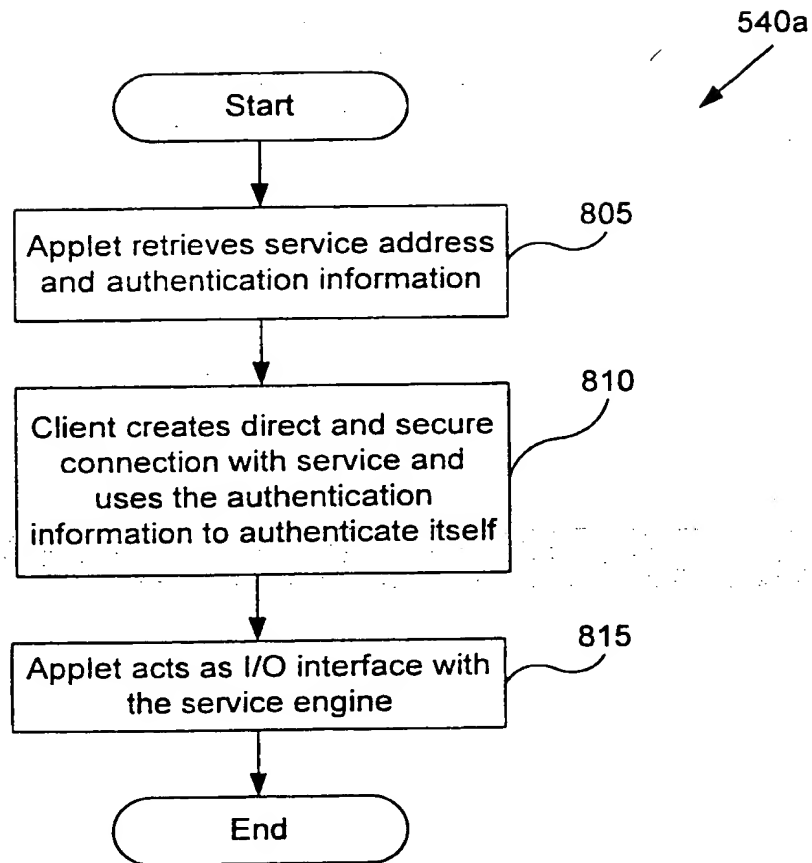 540a
Start
805
Applet retrieves service address
and authentication information
810
Client creates direct and secure
connection with service and
uses the authentication
information to authenticate itself
815
Applet acts as I/O interface with
the service engine
End